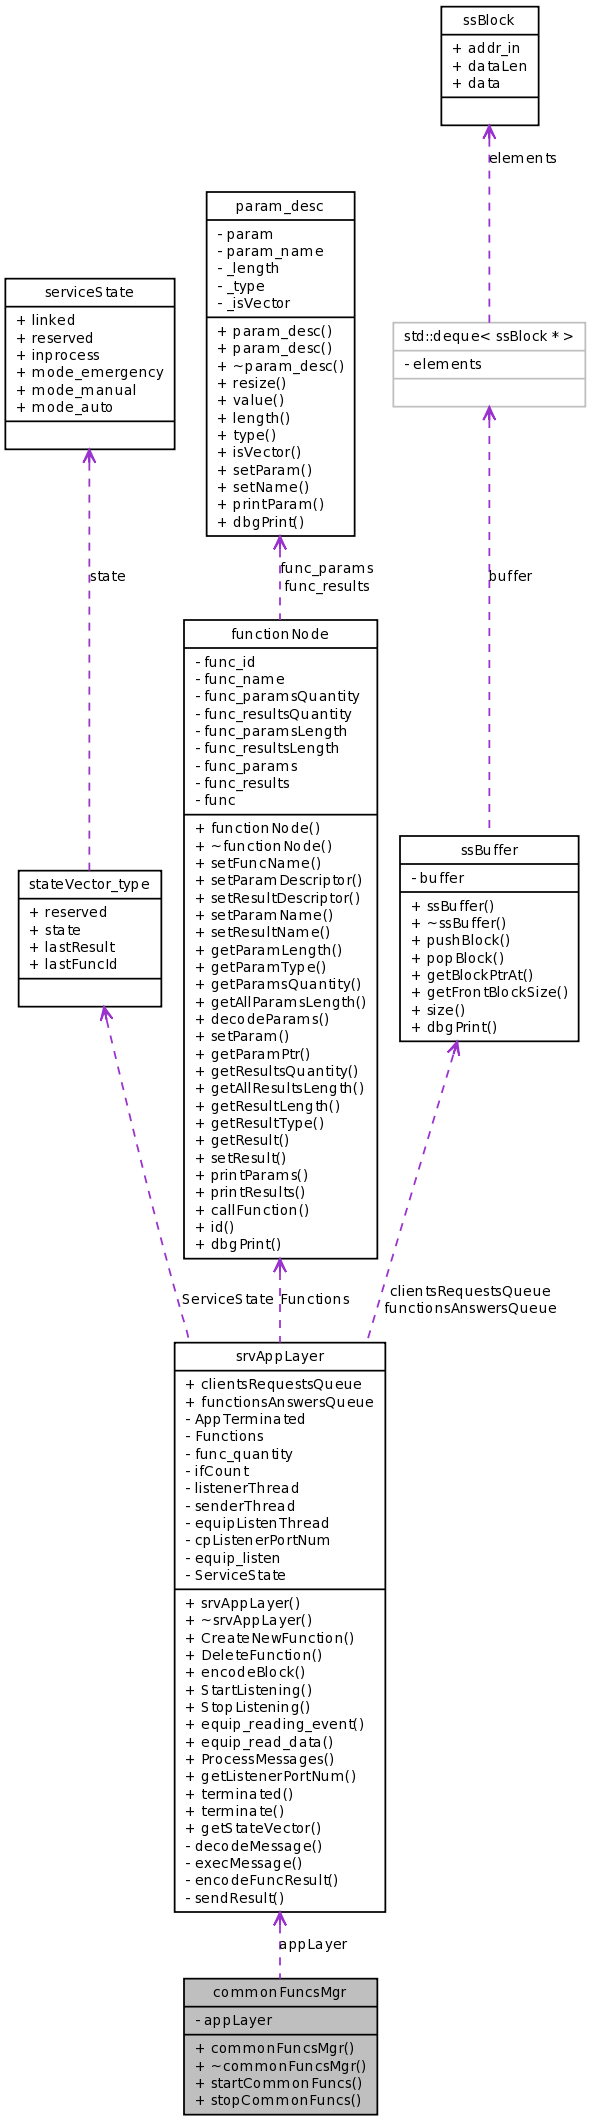 ssBlock
+ addr_in
+ dataLen
+ data
elements
param_desc
- param
- param_name
- _length
- _type
- _isVector
+ param_desc()
+ param_desc()
+ ~param_desc()
+ resize()
+ value()
+ length()
+ type()
+ isVector()
+ setParam()
+ setName()
+ printParam()
+ dbgPrint()
serviceState
+ linked
+ reserved
+ inprocess
+ mode_emergency
+ mode_manual
+ mode_auto
std::deque< ssBlock * >
- elements
state
func_params
func_results
buffer
functionNode
- func_id
- func_name
- func_paramsQuantity
- func_resultsQuantity
- func_paramsLength
- func_resultsLength
- func_params
- func_results
- func
+ functionNode()
+ ~functionNode()
+ setFuncName()
+ setParamDescriptor()
+ setResultDescriptor()
+ setParamName()
+ setResultName()
+ getParamLength()
+ getParamType()
+ getParamsQuantity()
+ getAllParamsLength()
+ decodeParams()
+ setParam()
+ getParamPtr()
+ getResultsQuantity()
+ getAllResultsLength()
+ getResultLength()
+ getResultType()
+ getResult()
+ setResult()
+ printParams()
+ printResults()
+ callFunction()
+ id()
+ dbgPrint()
stateVector_type
+ reserved
+ state
+ lastResult
+ lastFuncId
ssBuffer
- buffer
+ ssBuffer()
+ ~ssBuffer()
+ pushBlock()
+ popBlock()
+ getBlockPtrAt()
+ getFrontBlockSize()
+ size()
+ dbgPrint()
ServiceState
Functions
clientsRequestsQueue
functionsAnswersQueue
srvAppLayer
+ clientsRequestsQueue
+ functionsAnswersQueue
- AppTerminated
- Functions
- func_quantity
- ifCount
- listenerThread
- senderThread
- equipListenThread
- cpListenerPortNum
- equip_listen
- ServiceState
+ srvAppLayer()
+ ~srvAppLayer()
+ CreateNewFunction()
+ DeleteFunction()
+ encodeBlock()
+ StartListening()
+ StopListening()
+ equip_reading_event()
+ equip_read_data()
+ ProcessMessages()
+ getListenerPortNum()
+ terminated()
+ terminate()
+ getStateVector()
- decodeMessage()
- execMessage()
- encodeFuncResult()
- sendResult()
appLayer
commonFuncsMgr
- appLayer
+ commonFuncsMgr()
+ ~commonFuncsMgr()
+ startCommonFuncs()
+ stopCommonFuncs()